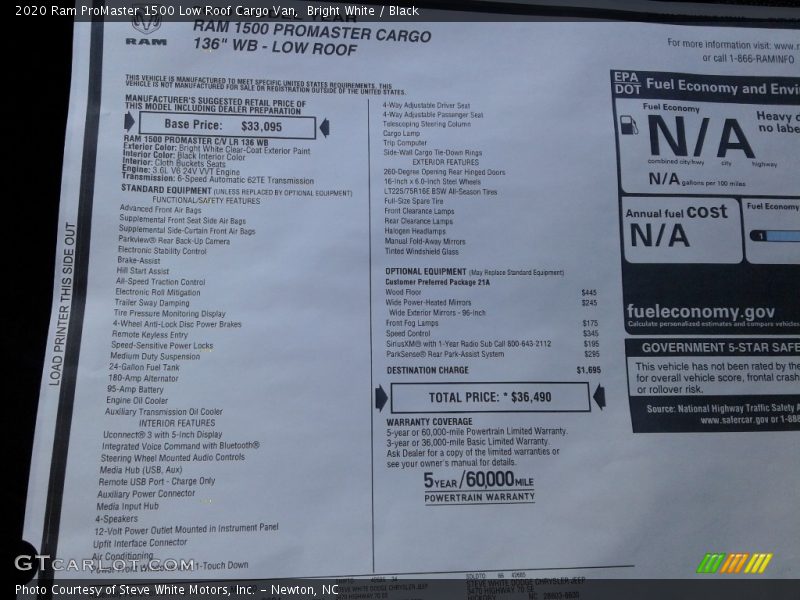 2020 Ram ProMaster 1500 Low Roof Cargo Van, Bright White / Black
RAM
RAM 1500 PROMASTER CARGO
136" WB - LOW ROOF
For more information visit: www.r
or call 1-866-RAMINFO
THIS VEHICLE IS MANUFACTURED TO MEET SPECIFIC UNITED STATES REQUIREMENTS. THIS
VEHICLE IS NOT MANUFACTURED FOR SALE OR REGISTRATION OUTSIDE OF THE UNITED STATES.
MANUFACTURER'S SUGGESTED RETAIL PRICE OF
THIS MODEL INCLUDING DEALER PREPARATION
Base Price: $33,095
RAM 1500 PROMASTER C/V LR 136 WB
Exterior Color: Bright White Clear-Coat Exterior Paint
Interior Color: Black Interior Color
Interior: Cloth Buckets Seats
Engine: 3.6L V6 24V VVT Engine
Transmission: 6-Speed Automatic 62TE Transmission
STANDARD EQUIPMENT (UNLESS REPLACED BY OPTIONAL EQUIPMENT)
FUNCTIONAL/SAFETY FEATURES
Advanced Front Air Bags
Supplemental Front Seat Side Air Bags
Supplemental Side-Curtain Front Air Bags
Parkview® Rear Back-Up Camera
Electronic Stability Control
Brake-Assist
Hill Start Assist
All-Speed Traction Control
Electronic Roll Mitigation
Trailer Sway Damping
Tire Pressure Monitoring Display
4-Wheel Anti-Lock Disc Power Brakes
Remote Keyless Entry
Speed-Sensitive Power Locks
Medium Duty Suspension
24-Gallon Fuel Tank
180-Amp Alternator
95-Amp Battery
Engine Oil Cooler
Auxiliary Transmission Oil Cooler
INTERIOR FEATURES
Uconnect® 3 with 5-Inch Display
Integrated Voice Command with Bluetooth®
Steering Wheel Mounted Audio Controls
Media Hub (USB, Aux)
Remote USB Port - Charge Only
Auxiliary Power Connector
Media Input Hub
4-Speakers
12-Volt Power Outlet Mounted in Instrument Panel
Upfit Interface Connector
Air Conditioning
1-Touch Down
LOAD PRINTER THIS SIDE OUT
4-Way Adjustable Driver Seat
4-Way Adjustable Passenger Seat
Telescoping Steering Column
Cargo Lamp
Trip Computer
Side-Wall Cargo Tie-Down Rings
EXTERIOR FEATURES
260-Degree Opening Rear Hinged Doors
16-Inch x 6.0-Inch Steel Wheels
LT225/75R16E BSW All-Season Tires
Full-Size Spare Tire
Front Clearance Lamps
Rear Clearance Lamps
Halogen Headlamps
Manual Fold-Away Mirrors
Tinted Windshield Glass
OPTIONAL EQUIPMENT (May Replace Standard Equipment)
Customer Preferred Package 21A
Wood Floor $445
Wide Power-Heated Mirrors $245
Wide Exterior Mirrors - 96-Inch
Front Fog Lamps $175
Speed Control $345
SiriusXM® with 1-Year Radio Sub Call 800-643-2112 $195
ParkSense® Rear Park-Assist System $295
DESTINATION CHARGE $1,695
TOTAL PRICE: * $36,490
WARRANTY COVERAGE
5-year or 60,000-mile Powertrain Limited Warranty.
3-year or 36,000-mile Basic Limited Warranty.
Ask Dealer for a copy of the limited warranties or
see your owner's manual for details.
5YEAR/60,000MILE
POWERTRAIN WARRANTY
EPA
DOT
Fuel Economy and Envi
Fuel Economy
N/A
combined city/hwy city highway
N/A gallons per 100 miles
Heavy d
no labe
Annual fuel cost
N/A
Fuel Economy
1
fueleconomy.gov
Calculate personalized estimates and compare vehicles
GOVERNMENT 5-STAR SAFE
This vehicle has not been rated by the
for overall vehicle score, frontal crash
or rollover risk.
Source: National Highway Traffic Safety A
www.safercar.gov or 1-88
STEVE WHITE DODGE CHRYSLER JEEP
GTCARLOT.COM
Photo Courtesy of Steve White Motors, Inc. - Newton, NC